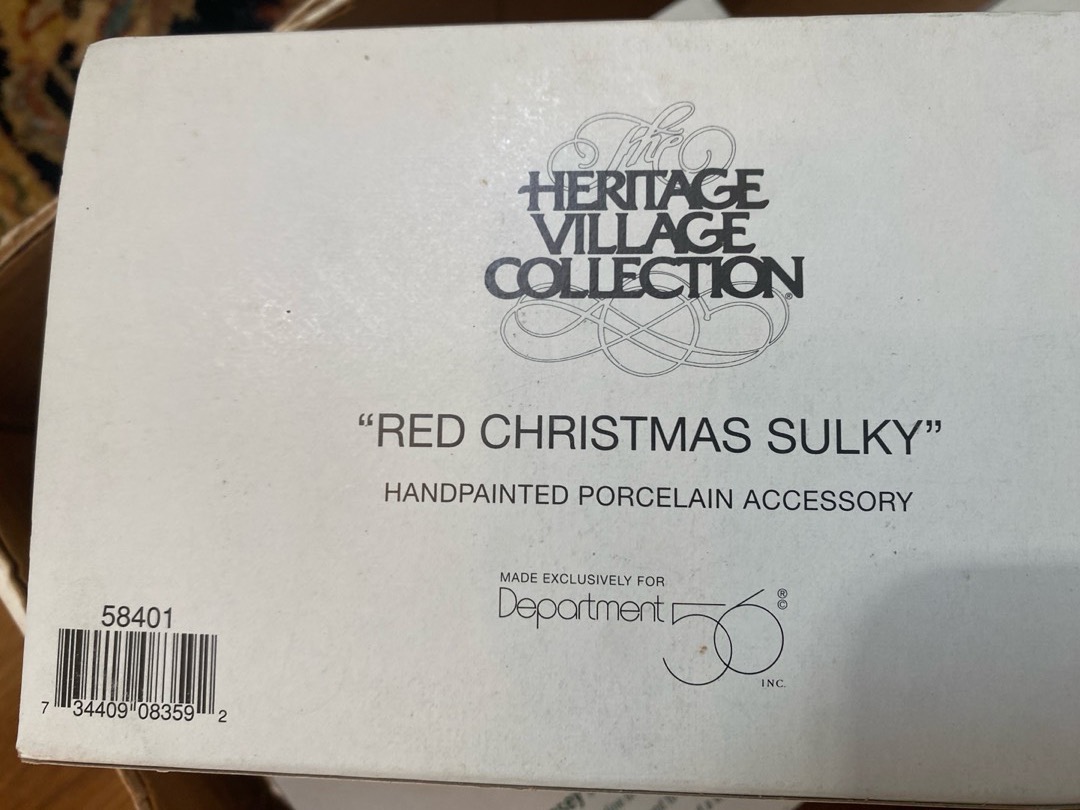 The
HERITAGE
VILLAGE
COLLECTION®
“RED CHRISTMAS SULKY”
HANDPAINTED PORCELAIN ACCESSORY
MADE EXCLUSIVELY FOR
Department 56 ® ©
INC.
58401
7 34409 08359 2